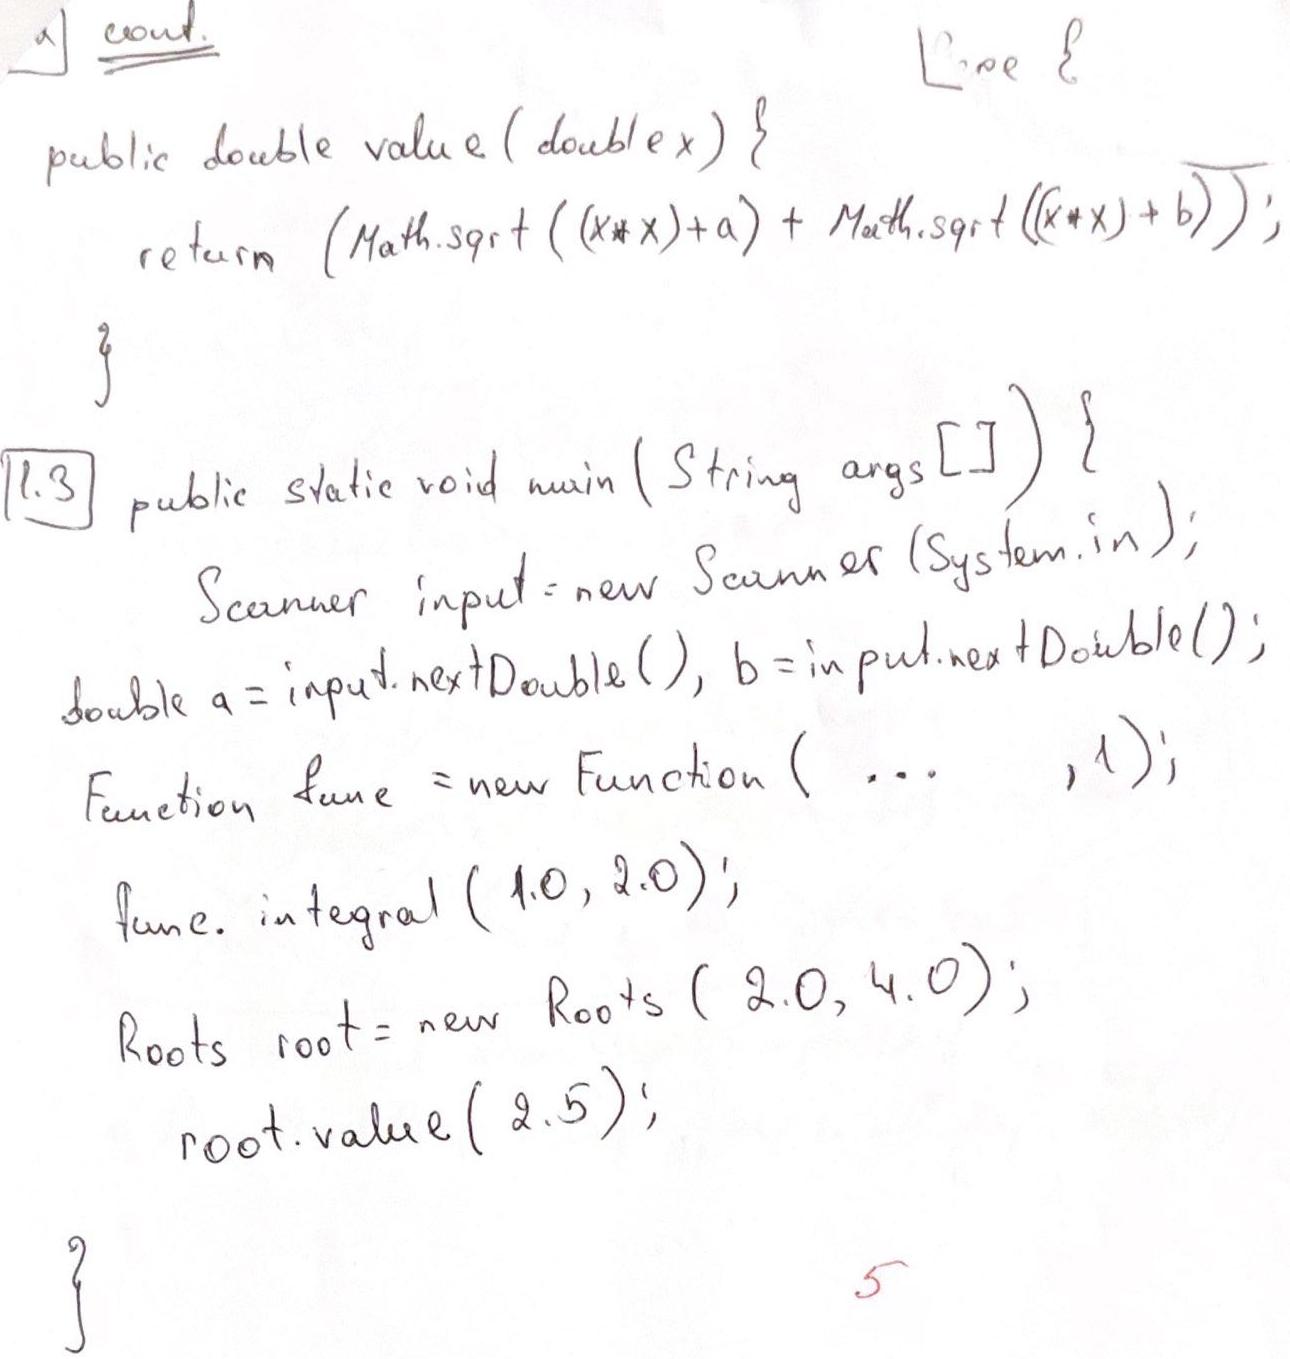 a] cont.
Line {
public double value (double x) {
return (Math.sqrt ((x*x)+a) + Math.sqrt ((x*x)+b));
}
1.3 public static void main (String args []) {
Scanner input = new Scanner (System.in);
double a = input.nextDouble(), b = input.nextDouble();
Function func = new Function ( ... , 1);
func. integral (1.0, 2.0);
Roots root = new Roots (2.0, 4.0);
root.value (2.5);
}
5